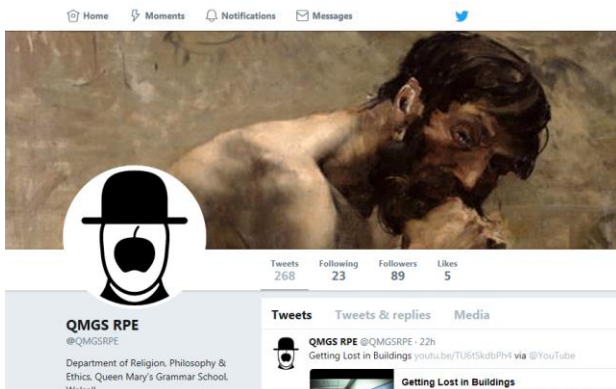 Home Moments Notifications Messages
Tweets Following Followers Likes
268 23 89 5
Tweets Tweets & replies Media
QMGS RPE
@QMGSRPE
Department of Religion, Philosophy &
Ethics, Queen Mary's Grammar School,
QMGS RPE @QMGSRPE · 22h
Getting Lost in Buildings youtu.be/TU6tSkdbPh4 via @YouTube
Getting Lost in Buildings